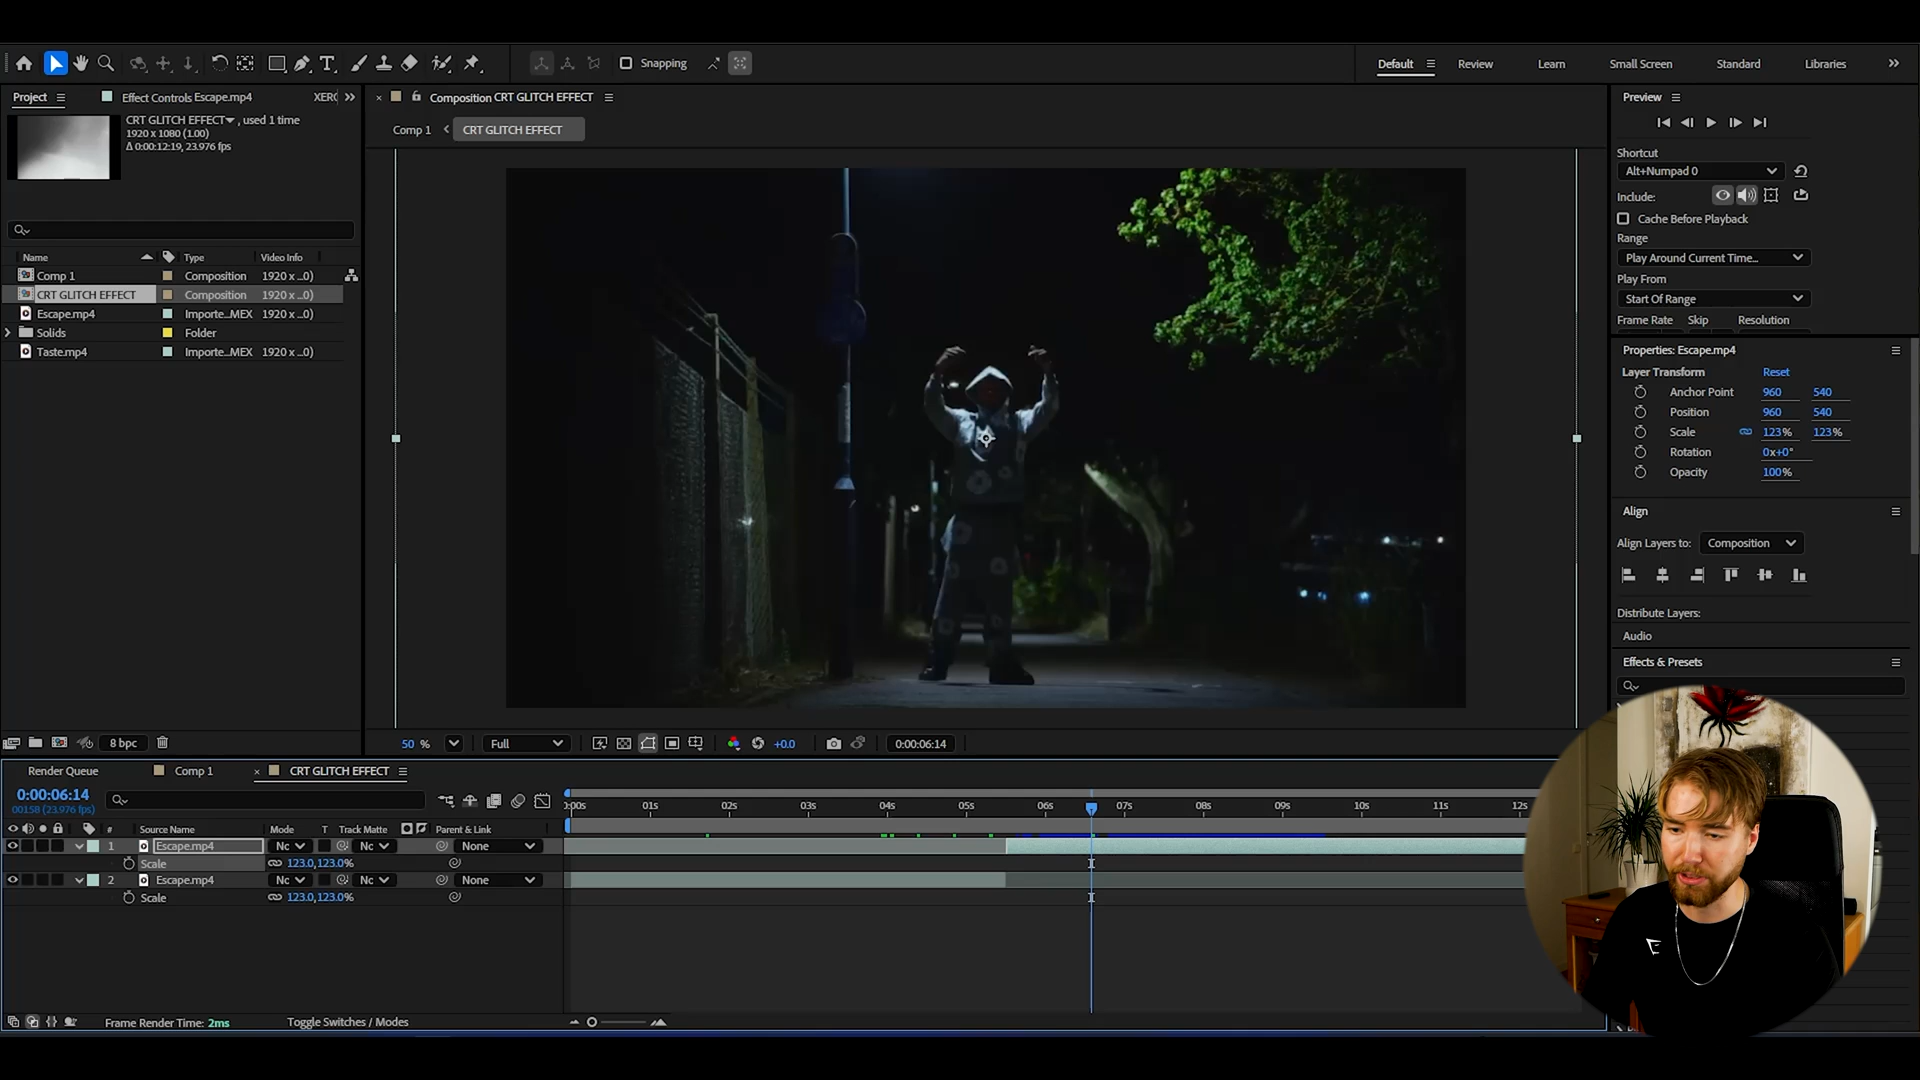 Snapping
Default
Review
Learn
Small Screen
Standard
Libraries
Project
Effect Controls Escape.mp4
XERC
Composition CRT GLITCH EFFECT
Preview
CRT GLITCH EFFECT , used 1 time
1920 x 1080 (1.00)
Δ 0:00:12:19, 23.976 fps
Comp 1
CRT GLITCH EFFECT
Shortcut
Alt+Numpad 0
Include:
Cache Before Playback
Range
Play Around Current Time...
Play From
Start Of Range
Frame Rate Skip Resolution
Name Type Video Info
Comp 1 Composition 1920 x ...0)
CRT GLITCH EFFECT Composition 1920 x ...0)
Escape.mp4 Importe...MEX 1920 x ...0)
Solids Folder
Taste.mp4 Importe...MEX 1920 x ...0)
Properties: Escape.mp4
Layer Transform Reset
Anchor Point 960 540
Position 960 540
Scale 123% 123%
Rotation 0x+0°
Opacity 100%
Align
Align Layers to: Composition
Distribute Layers:
Audio
Effects & Presets
8 bpc
50 %
Full
+0.0
0:00:06:14
Render Queue
Comp 1
CRT GLITCH EFFECT
0:00:06:14
00158 (23.976 fps)
:00s 01s 02s 03s 04s 05s 06s 07s 08s 09s 10s 11s 12s
# Source Name Mode T Track Matte Parent & Link
1 Escape.mp4 Nc Nc None
Scale 123.0,123.0%
2 Escape.mp4 Nc Nc None
Scale 123.0,123.0%
Frame Render Time: 2ms
Toggle Switches / Modes